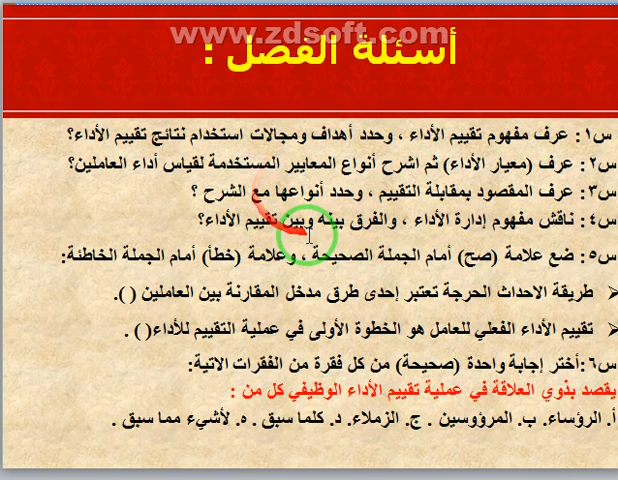 www.zdsoft.com
أسئلة الفصل :
س١: عرف مفهوم تقييم الأداء ، وحدد أهداف ومجالات استخدام نتائج تقييم الأداء؟
س٢: عرف (معيار الأداء) ثم اشرح أنواع المعايير المستخدمة لقياس أداء العاملين؟
س٣: عرف المقصود بمقابلة التقييم ، وحدد أنواعها مع الشرح ؟
س٤: ناقش مفهوم إدارة الأداء ، والفرق بينه وبين تقييم الأداء؟
س٥: ضع علامة (صح) أمام الجملة الصحيحة ، وعلامة (خطأ) أمام الجملة الخاطئة:
طريقة الاحداث الحرجة تعتبر إحدى طرق مدخل المقارنة بين العاملين ( ).
تقييم الأداء الفعلي للعامل هو الخطوة الأولى في عملية التقييم للأداء( ) .
س٦:أختر إجابة واحدة (صحيحة) من كل فقرة من الفقرات الاتية:
يقصد بذوي العلاقة في عملية تقييم الأداء الوظيفي كل من :
أ. الرؤساء. ب. المرؤوسين . ج. الزملاء. د. كلما سبق . ه. لأشيء مما سبق .